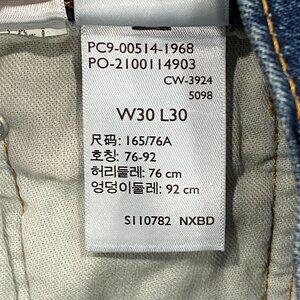 PC9-00514-1968
PO-2100114903
CW-3924
5098
W30 L30
尺码: 165/76A
호칭: 76-92
허리둘레: 76 cm
엉덩이둘레: 92 cm
S110782 NXBD